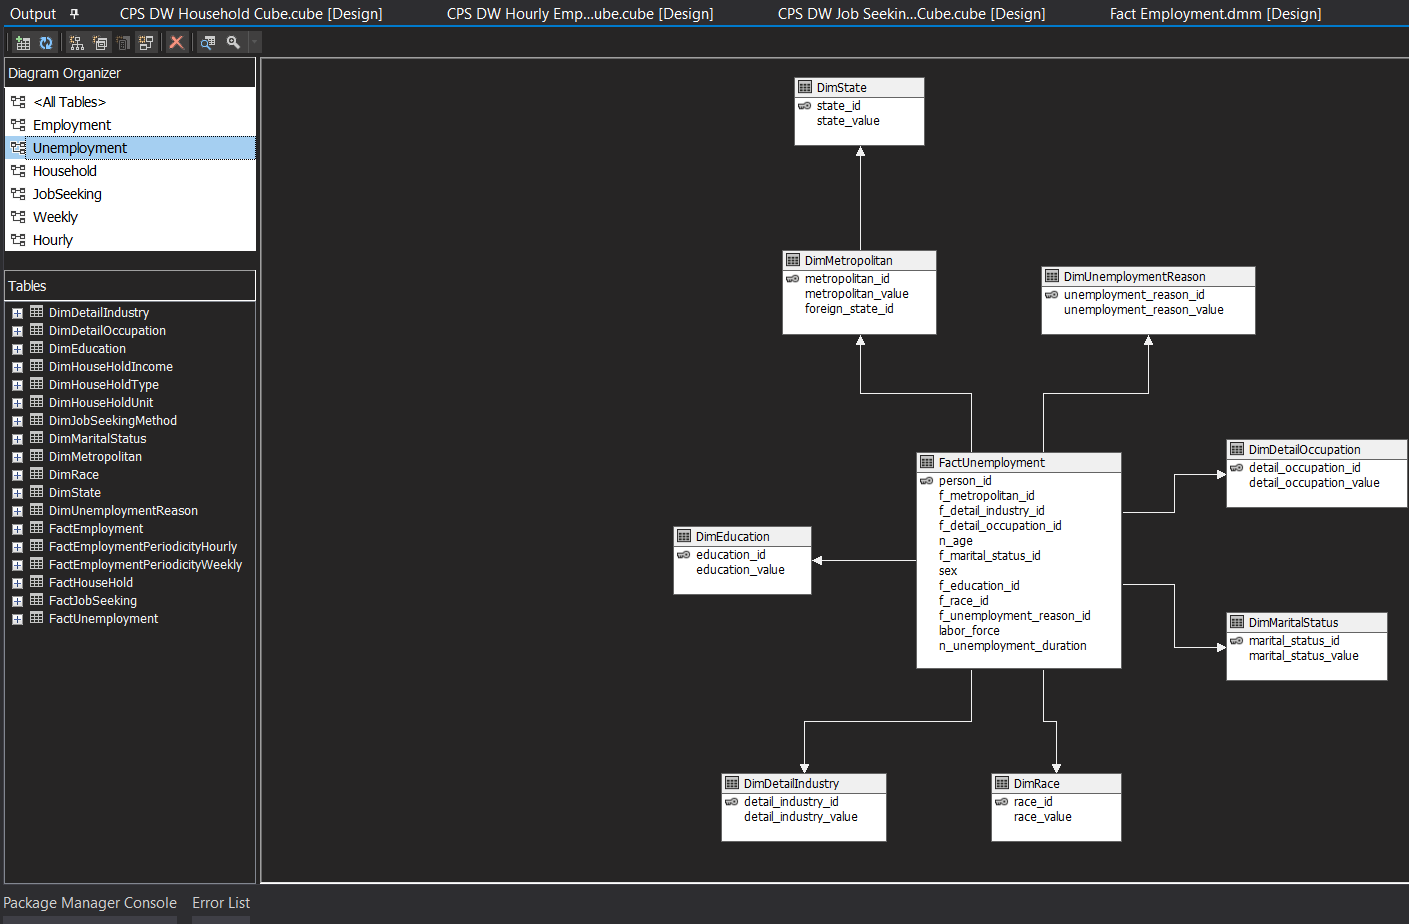 Output
CPS DW Household Cube.cube [Design]
CPS DW Hourly Emp...ube.cube [Design]
CPS DW Job Seekin...Cube.cube [Design]
Fact Employment.dmm [Design]
Diagram Organizer
<All Tables>
Employment
Unemployment
Household
JobSeeking
Weekly
Hourly
Tables
DimDetailIndustry
DimDetailOccupation
DimEducation
DimHouseHoldIncome
DimHouseHoldType
DimHouseHoldUnit
DimJobSeekingMethod
DimMaritalStatus
DimMetropolitan
DimRace
DimState
DimUnemploymentReason
FactEmployment
FactEmploymentPeriodicityHourly
FactEmploymentPeriodicityWeekly
FactHouseHold
FactJobSeeking
FactUnemployment
DimState
state_id
state_value
DimMetropolitan
metropolitan_id
metropolitan_value
foreign_state_id
DimUnemploymentReason
unemployment_reason_id
unemployment_reason_value
FactUnemployment
person_id
f_metropolitan_id
f_detail_industry_id
f_detail_occupation_id
n_age
f_marital_status_id
sex
f_education_id
f_race_id
f_unemployment_reason_id
labor_force
n_unemployment_duration
DimDetailOccupation
detail_occupation_id
detail_occupation_value
DimEducation
education_id
education_value
DimMaritalStatus
marital_status_id
marital_status_value
DimDetailIndustry
detail_industry_id
detail_industry_value
DimRace
race_id
race_value
Package Manager Console
Error List